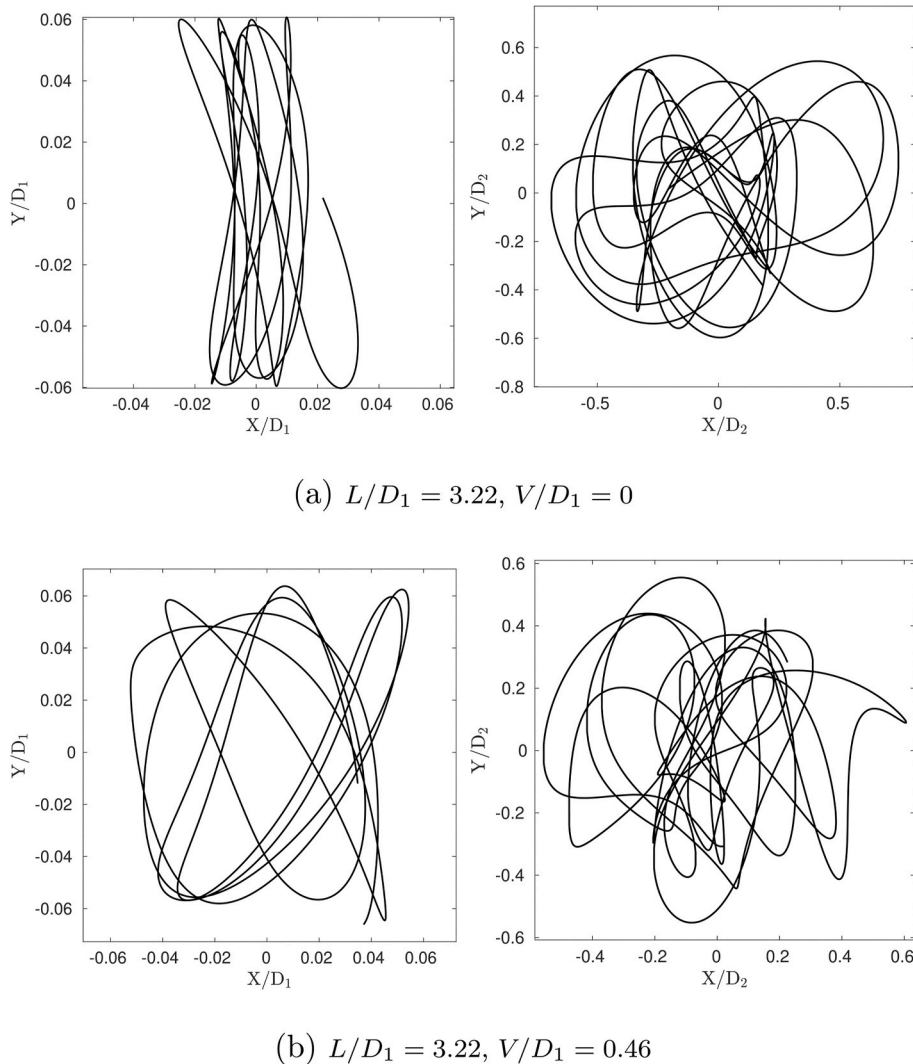 0.06
0.04
0.02
0
-0.02
-0.04
-0.06
Y/D₁
-0.04 -0.02 0 0.02 0.04 0.06
X/D₁
0.6
0.4
0.2
0
-0.2
-0.4
-0.6
-0.8
Y/D₂
-0.5 0 0.5
X/D₂
(a) L/D₁ = 3.22, V/D₁ = 0
0.06
0.04
0.02
0
-0.02
-0.04
-0.06
Y/D₁
-0.06 -0.04 -0.02 0 0.02 0.04 0.06
X/D₁
0.6
0.4
0.2
0
-0.2
-0.4
-0.6
Y/D₂
-0.4 -0.2 0 0.2 0.4 0.6
X/D₂
(b) L/D₁ = 3.22, V/D₁ = 0.46